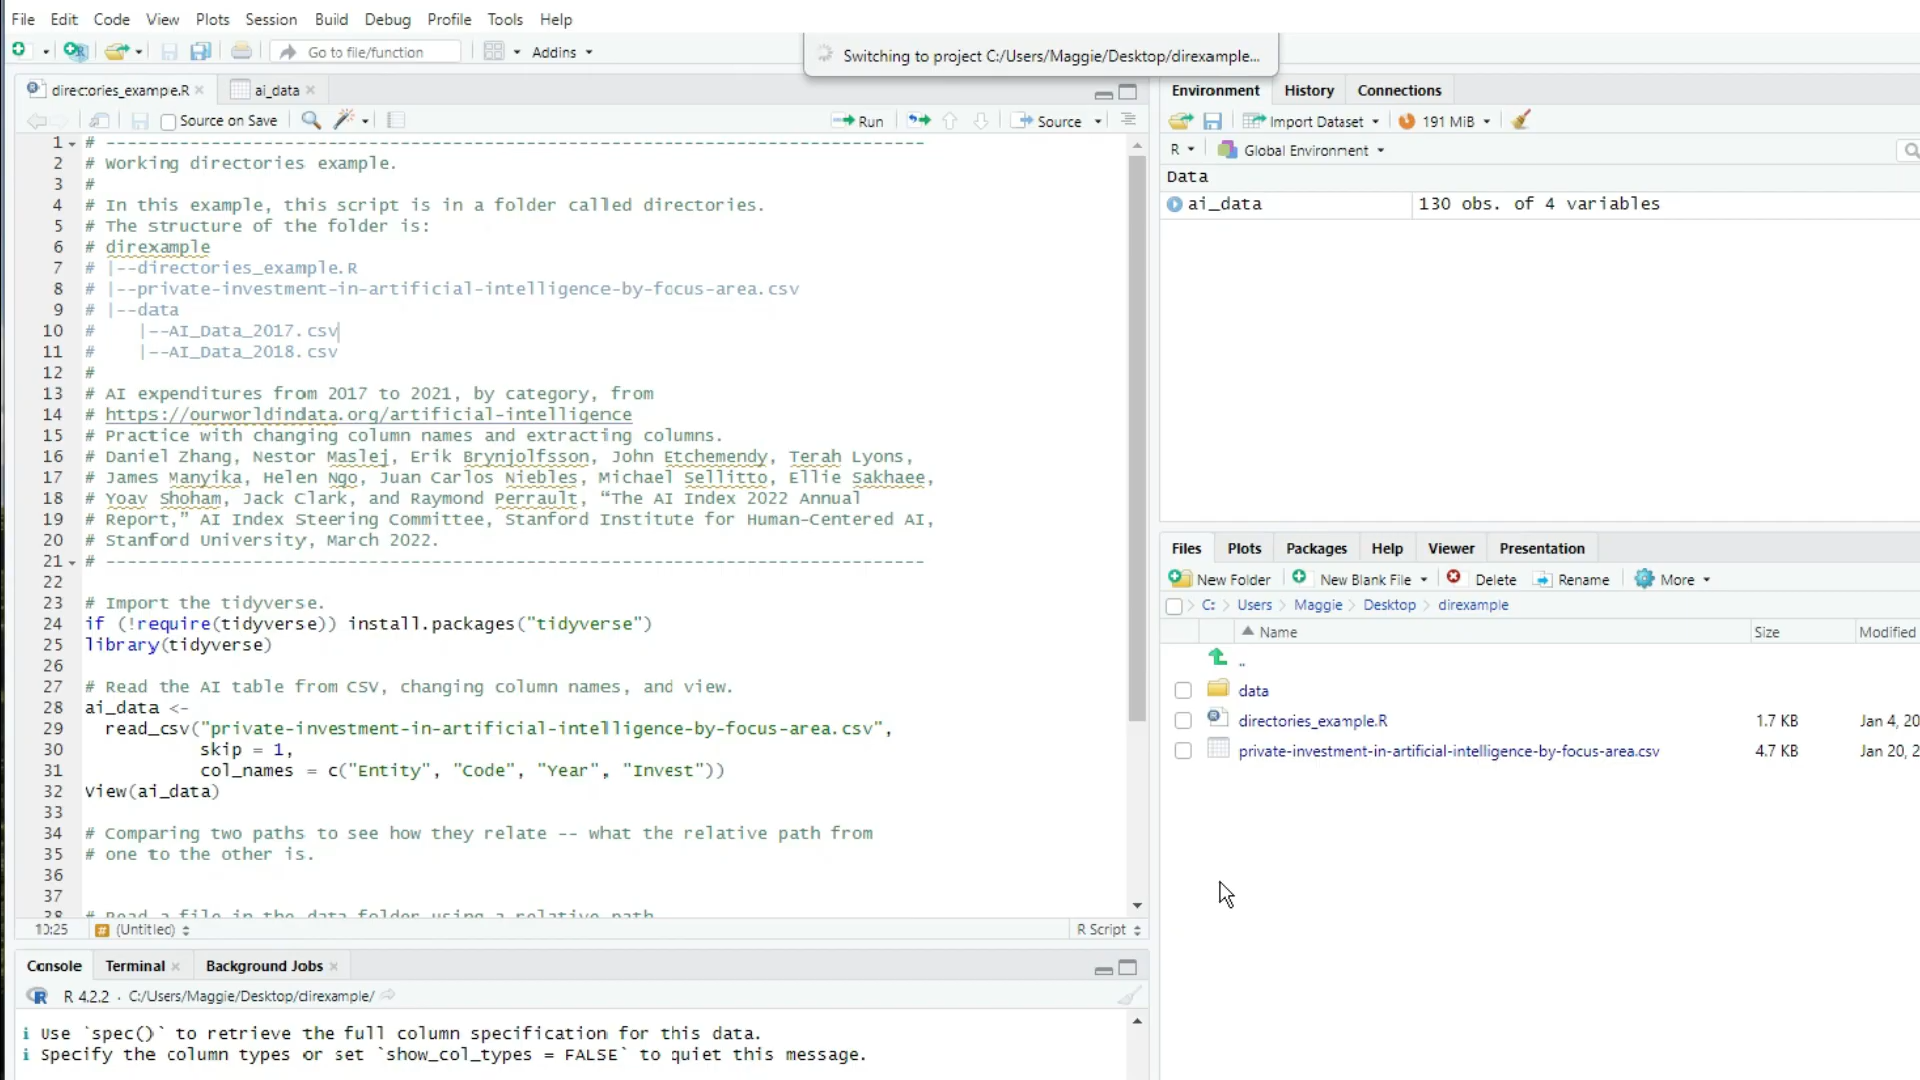 File Edit Code View Plots Session Build Debug Profile Tools Help
Go to file/function Addins
Switching to project C:/Users/Maggie/Desktop/direxample...
directories_example.R ai_data
Source on Save Run Source
1 # ------------------------------------------------------------------------------
2 # Working directories example.
3 #
4 # In this example, this script is in a folder called directories.
5 # The structure of the folder is:
6 # direxample
7 # |--directories_example.R
8 # |--private-investment-in-artificial-intelligence-by-focus-area.csv
9 # |--data
10 #    |--AI_Data_2017.csv
11 #    |--AI_Data_2018.csv
12 #
13 # AI expenditures from 2017 to 2021, by category, from
14 # https://ourworldindata.org/artificial-intelligence
15 # Practice with changing column names and extracting columns.
16 # Daniel Zhang, Nestor Maslej, Erik Brynjolfsson, John Etchemendy, Terah Lyons,
17 # James Manyika, Helen Ngo, Juan Carlos Niebles, Michael Sellitto, Ellie Sakhaee,
18 # Yoav Shoham, Jack Clark, and Raymond Perrault, “The AI Index 2022 Annual
19 # Report,” AI Index Steering Committee, Stanford Institute for Human-Centered AI,
20 # Stanford University, March 2022.
21 # ------------------------------------------------------------------------------
22
23 # Import the tidyverse.
24 if (!require(tidyverse)) install.packages("tidyverse")
25 library(tidyverse)
26
27 # Read the AI table from CSV, changing column names, and view.
28 ai_data <-
29   read_csv("private-investment-in-artificial-intelligence-by-focus-area.csv",
30            skip = 1,
31            col_names = c("Entity", "Code", "Year", "Invest"))
32 View(ai_data)
33
34 # Comparing two paths to see how they relate -- what the relative path from
35 # one to the other is.
36
37
38 # Read a file in the data folder using a relative path
10:25 (Untitled) R Script
Console Terminal Background Jobs
R 4.2.2 · C:/Users/Maggie/Desktop/direxample/
i Use `spec()` to retrieve the full column specification for this data.
i Specify the column types or set `show_col_types = FALSE` to quiet this message.
Environment History Connections
Import Dataset 191 MiB
R Global Environment
Data
ai_data 130 obs. of 4 variables
Files Plots Packages Help Viewer Presentation
New Folder New Blank File Delete Rename More
C: Users Maggie Desktop direxample
Name Size Modified
..
data
directories_example.R 1.7 KB Jan 4, 20
private-investment-in-artificial-intelligence-by-focus-area.csv 4.7 KB Jan 20, 2